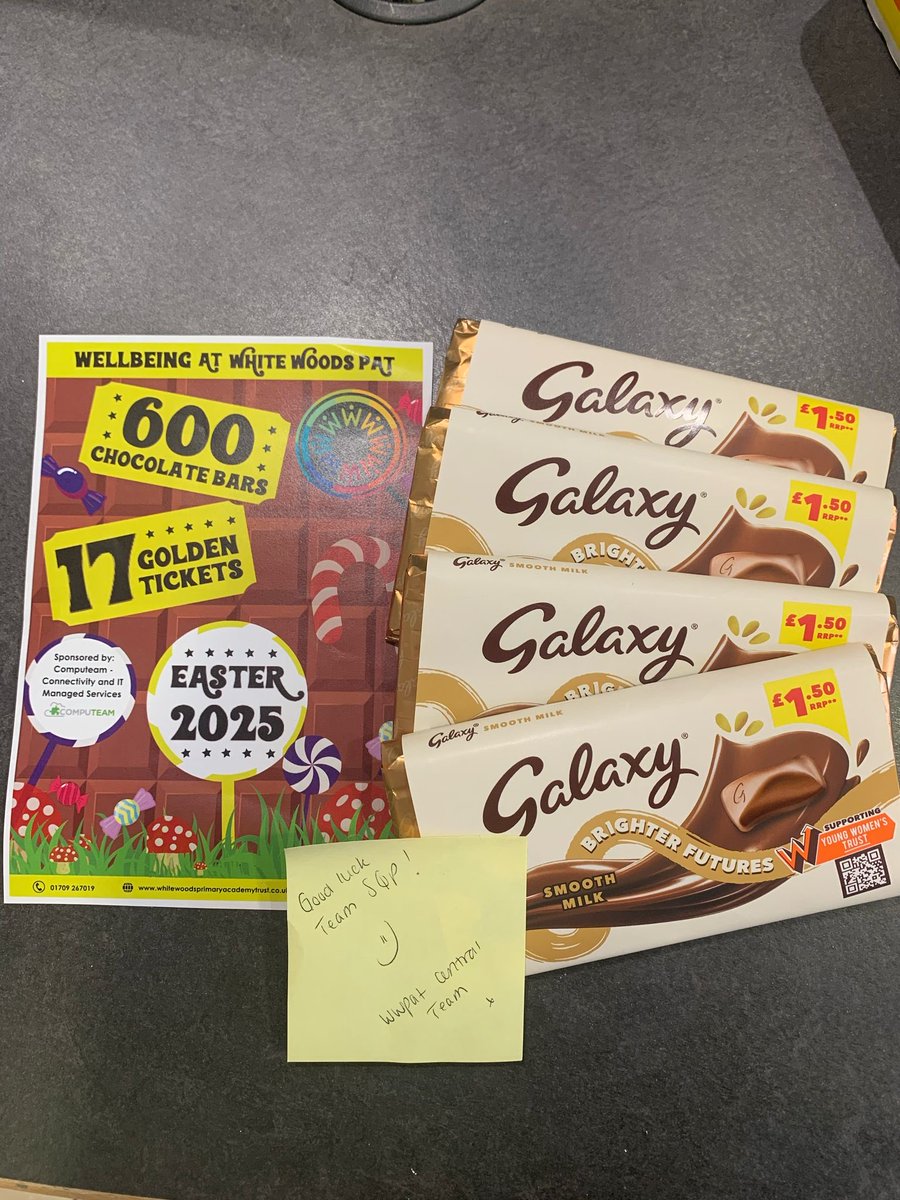 WELLBEING AT WHITE WOODS PAT
600
CHOCOLATE BARS
17
GOLDEN
TICKETS
Sponsored by:
Computeam -
Connectivity and IT
Managed Services
COMPUTEAM
EASTER
2025
01709 267019
www.whitewoodsprimaryacademytrust.co.uk
Galaxy
£1.50
RRP**
Galaxy
£1.50
RRP**
Galaxy SMOOTH MILK
Galaxy
£1.50
RRP**
Galaxy SMOOTH MILK
Galaxy
£1.50
RRP**
BRIGHTER FUTURES
SUPPORTING
YOUNG WOMEN'S
TRUST
SMOOTH
MILK
Good luck
Team SQP!
WWPat Central
Team x